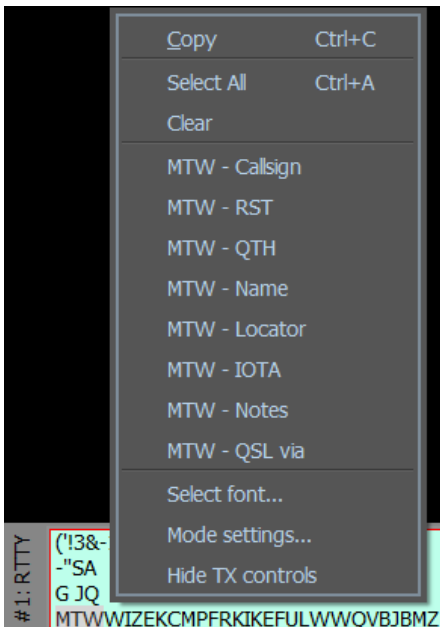 Copy Ctrl+C
Select All Ctrl+A
Clear
MTW - Callsign
MTW - RST
MTW - QTH
MTW - Name
MTW - Locator
MTW - IOTA
MTW - Notes
MTW - QSL via
Select font...
Mode settings...
Hide TX controls
#1: RTTY
('!3&-
-"SA
G JQ
MTWWIZEKCMPFRKIKEFULWWOVBJBMZ